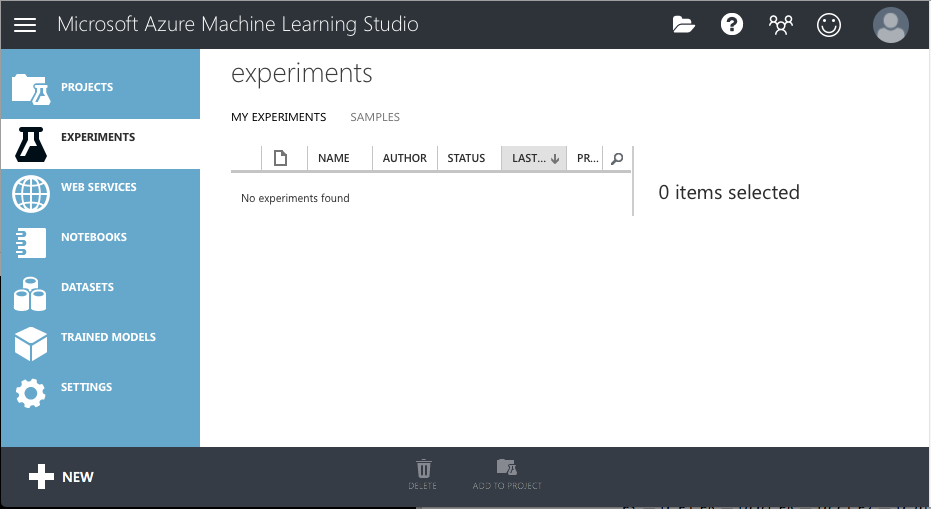 Microsoft Azure Machine Learning Studio
?
PROJECTS
EXPERIMENTS
WEB SERVICES
NOTEBOOKS
DATASETS
TRAINED MODELS
SETTINGS
experiments
MY EXPERIMENTS SAMPLES
NAME AUTHOR STATUS LAST... PR...
No experiments found
0 items selected
NEW
DELETE ADD TO PROJECT